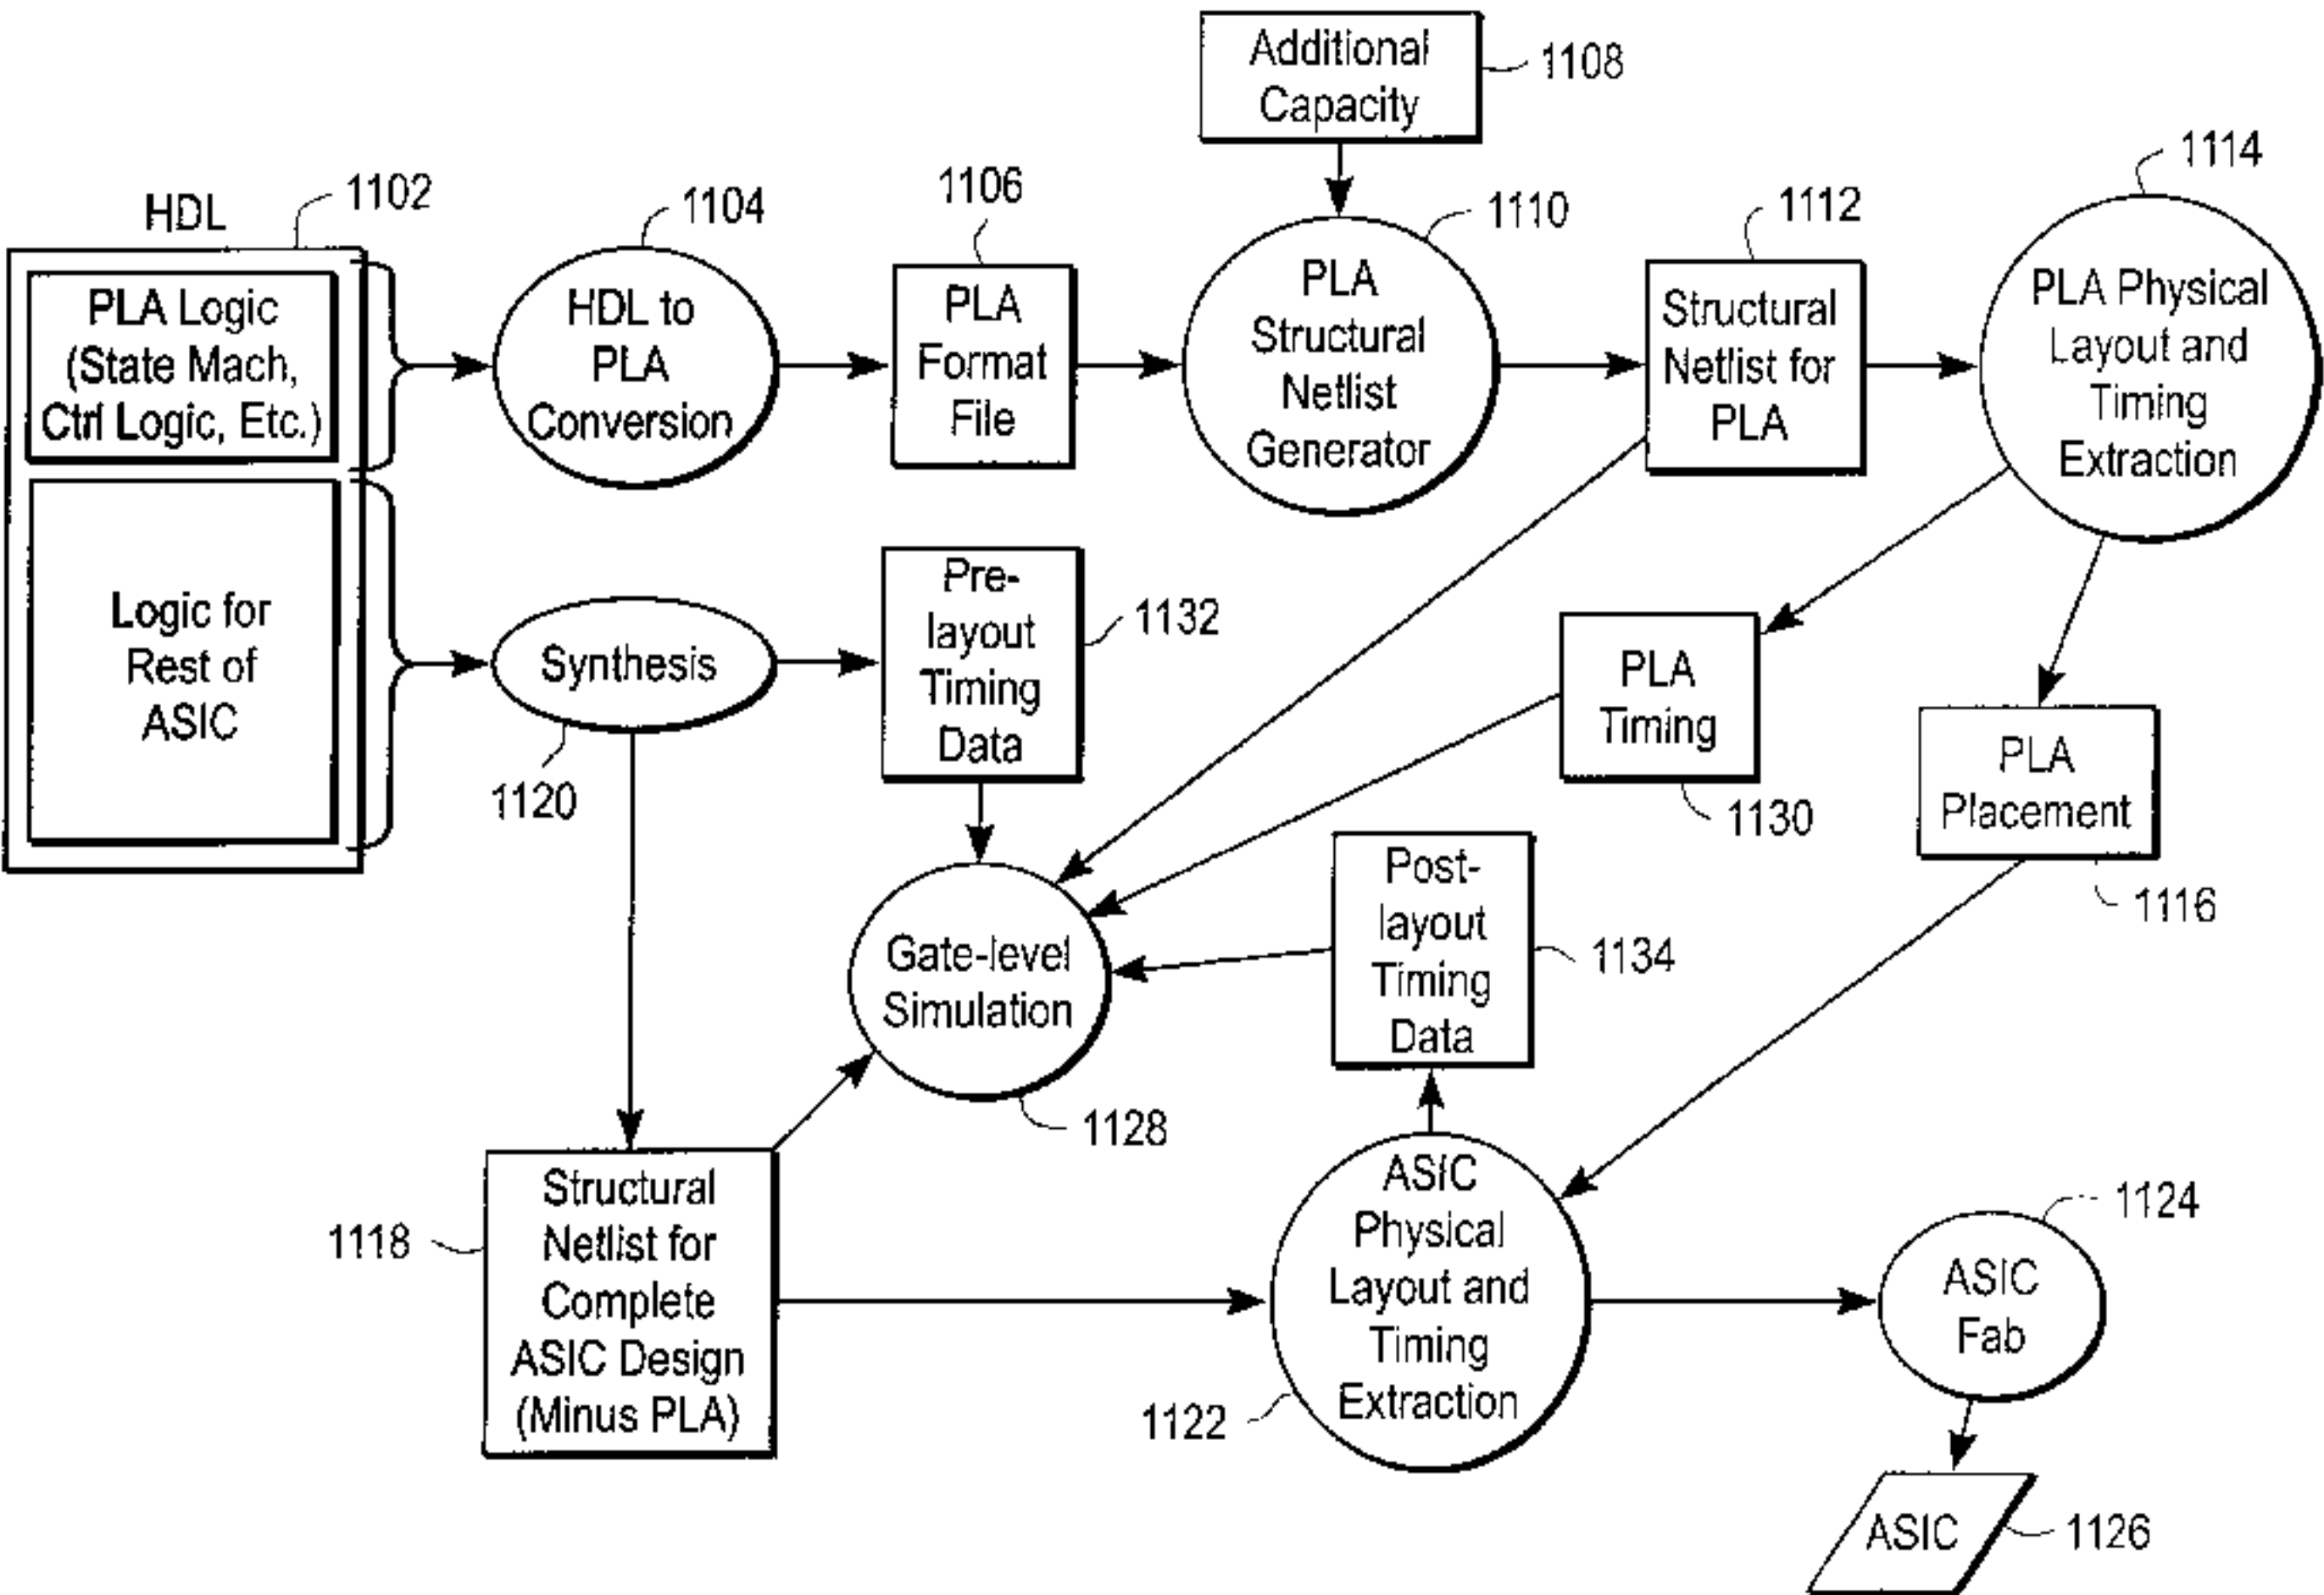 Additional
Capacity
1108
1114
HDL
1102
1104
1106
1110
1112
PLA Logic
(State Mach,
Ctrl Logic, Etc.)
HDL to
PLA
Conversion
PLA
Format
File
PLA
Structural
Netlist
Generator
Structural
Netlist for
PLA
PLA Physical
Layout and
Timing
Extraction
Logic for
Rest of
ASIC
Synthesis
1120
Pre-
layout
Timing
Data
1132
PLA
Timing
1130
PLA
Placement
1116
Gate-level
Simulation
1128
Post-
layout
Timing
Data
1134
1118
Structural
Netlist for
Complete
ASIC Design
(Minus PLA)
ASIC
Physical
Layout and
Timing
Extraction
1122
1124
ASIC
Fab
ASIC
1126